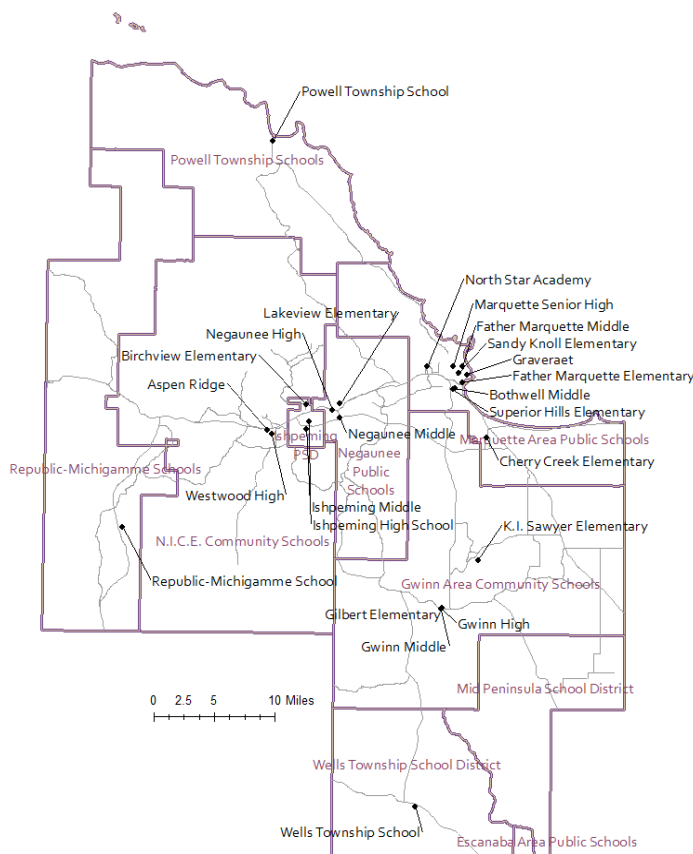 Powell Township School
Powell Township Schools
North Star Academy
Marquette Senior High
Lakeview Elementary
Father Marquette Middle
Negaunee High
Sandy Knoll Elementary
Birchview Elementary
Graveraet
Father Marquette Elementary
Aspen Ridge
Bothwell Middle
Superior Hills Elementary
Ishpeming
PSD
Negaunee Middle
Marquette Area Public Schools
Negaunee
Public
Schools
Republic-Michigamme Schools
Cherry Creek Elementary
Westwood High
Ishpeming Middle
Ishpeming High School
K.I. Sawyer Elementary
N.I.C.E. Community Schools
Republic-Michigamme School
Gwinn Area Community Schools
Gilbert Elementary
Gwinn High
Gwinn Middle
Mid Peninsula School District
0 2.5 5 10 Miles
Wells Township School District
Wells Township School
Escanaba Area Public Schools